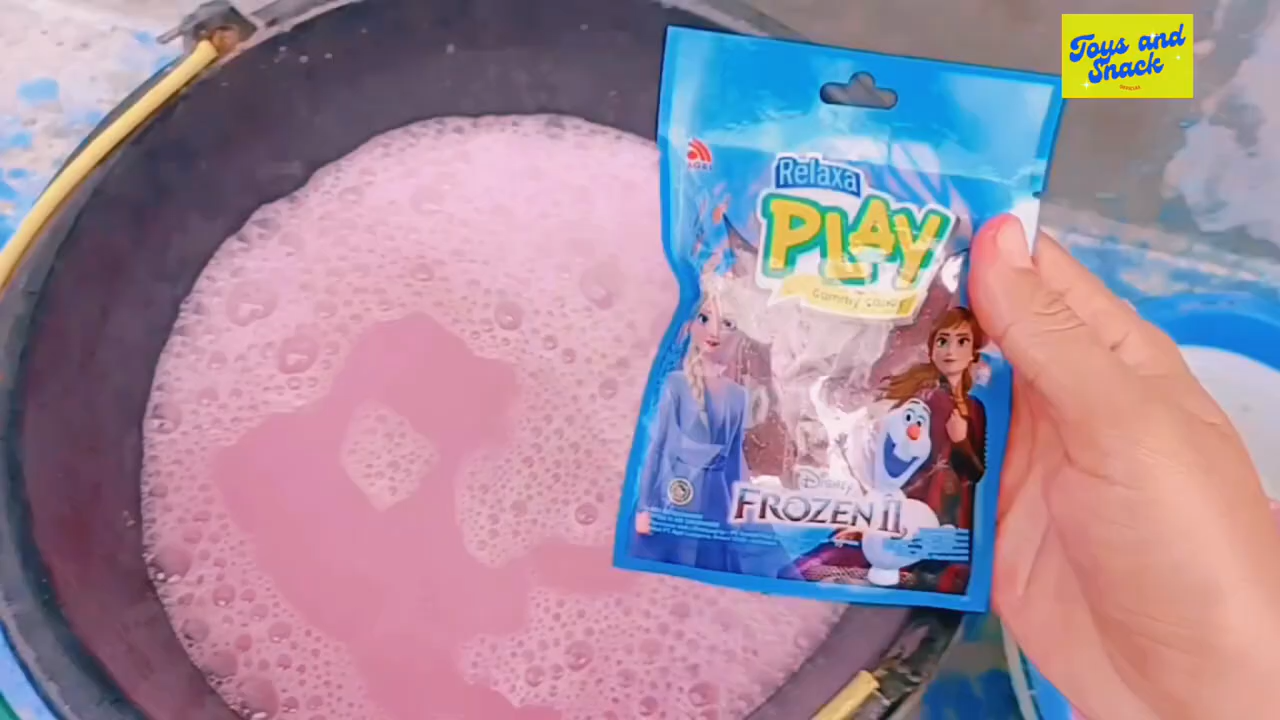 Toys and
Snack
Relaxa
PLAY
Gummy Candy
Disney
FROZEN II